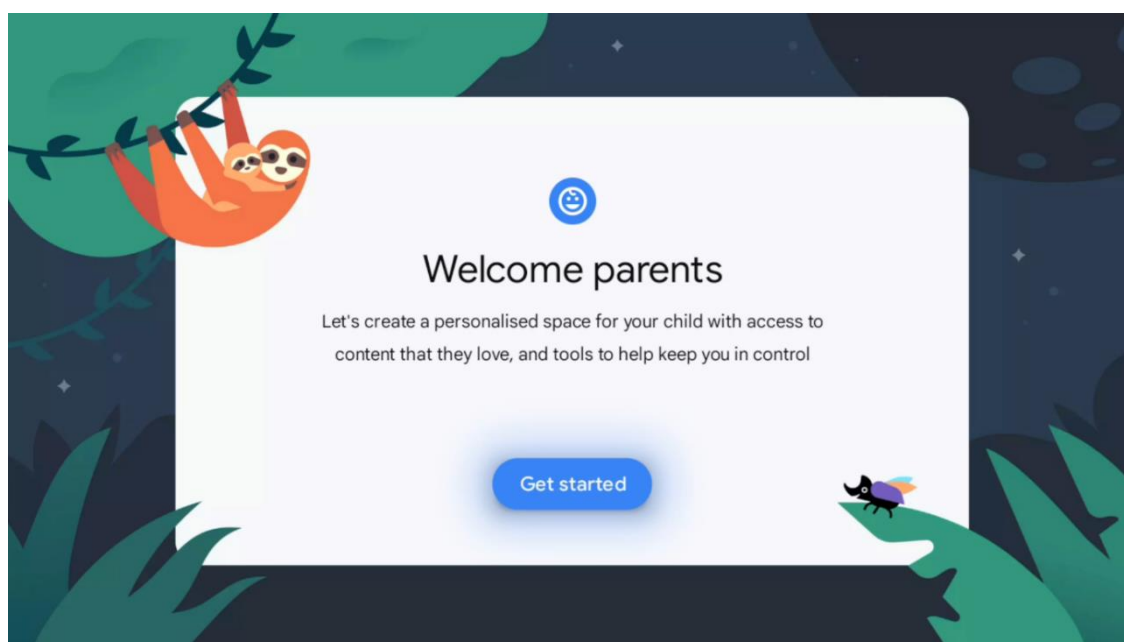 Welcome parents
Let's create a personalised space for your child with access to
content that they love, and tools to help keep you in control
Get started